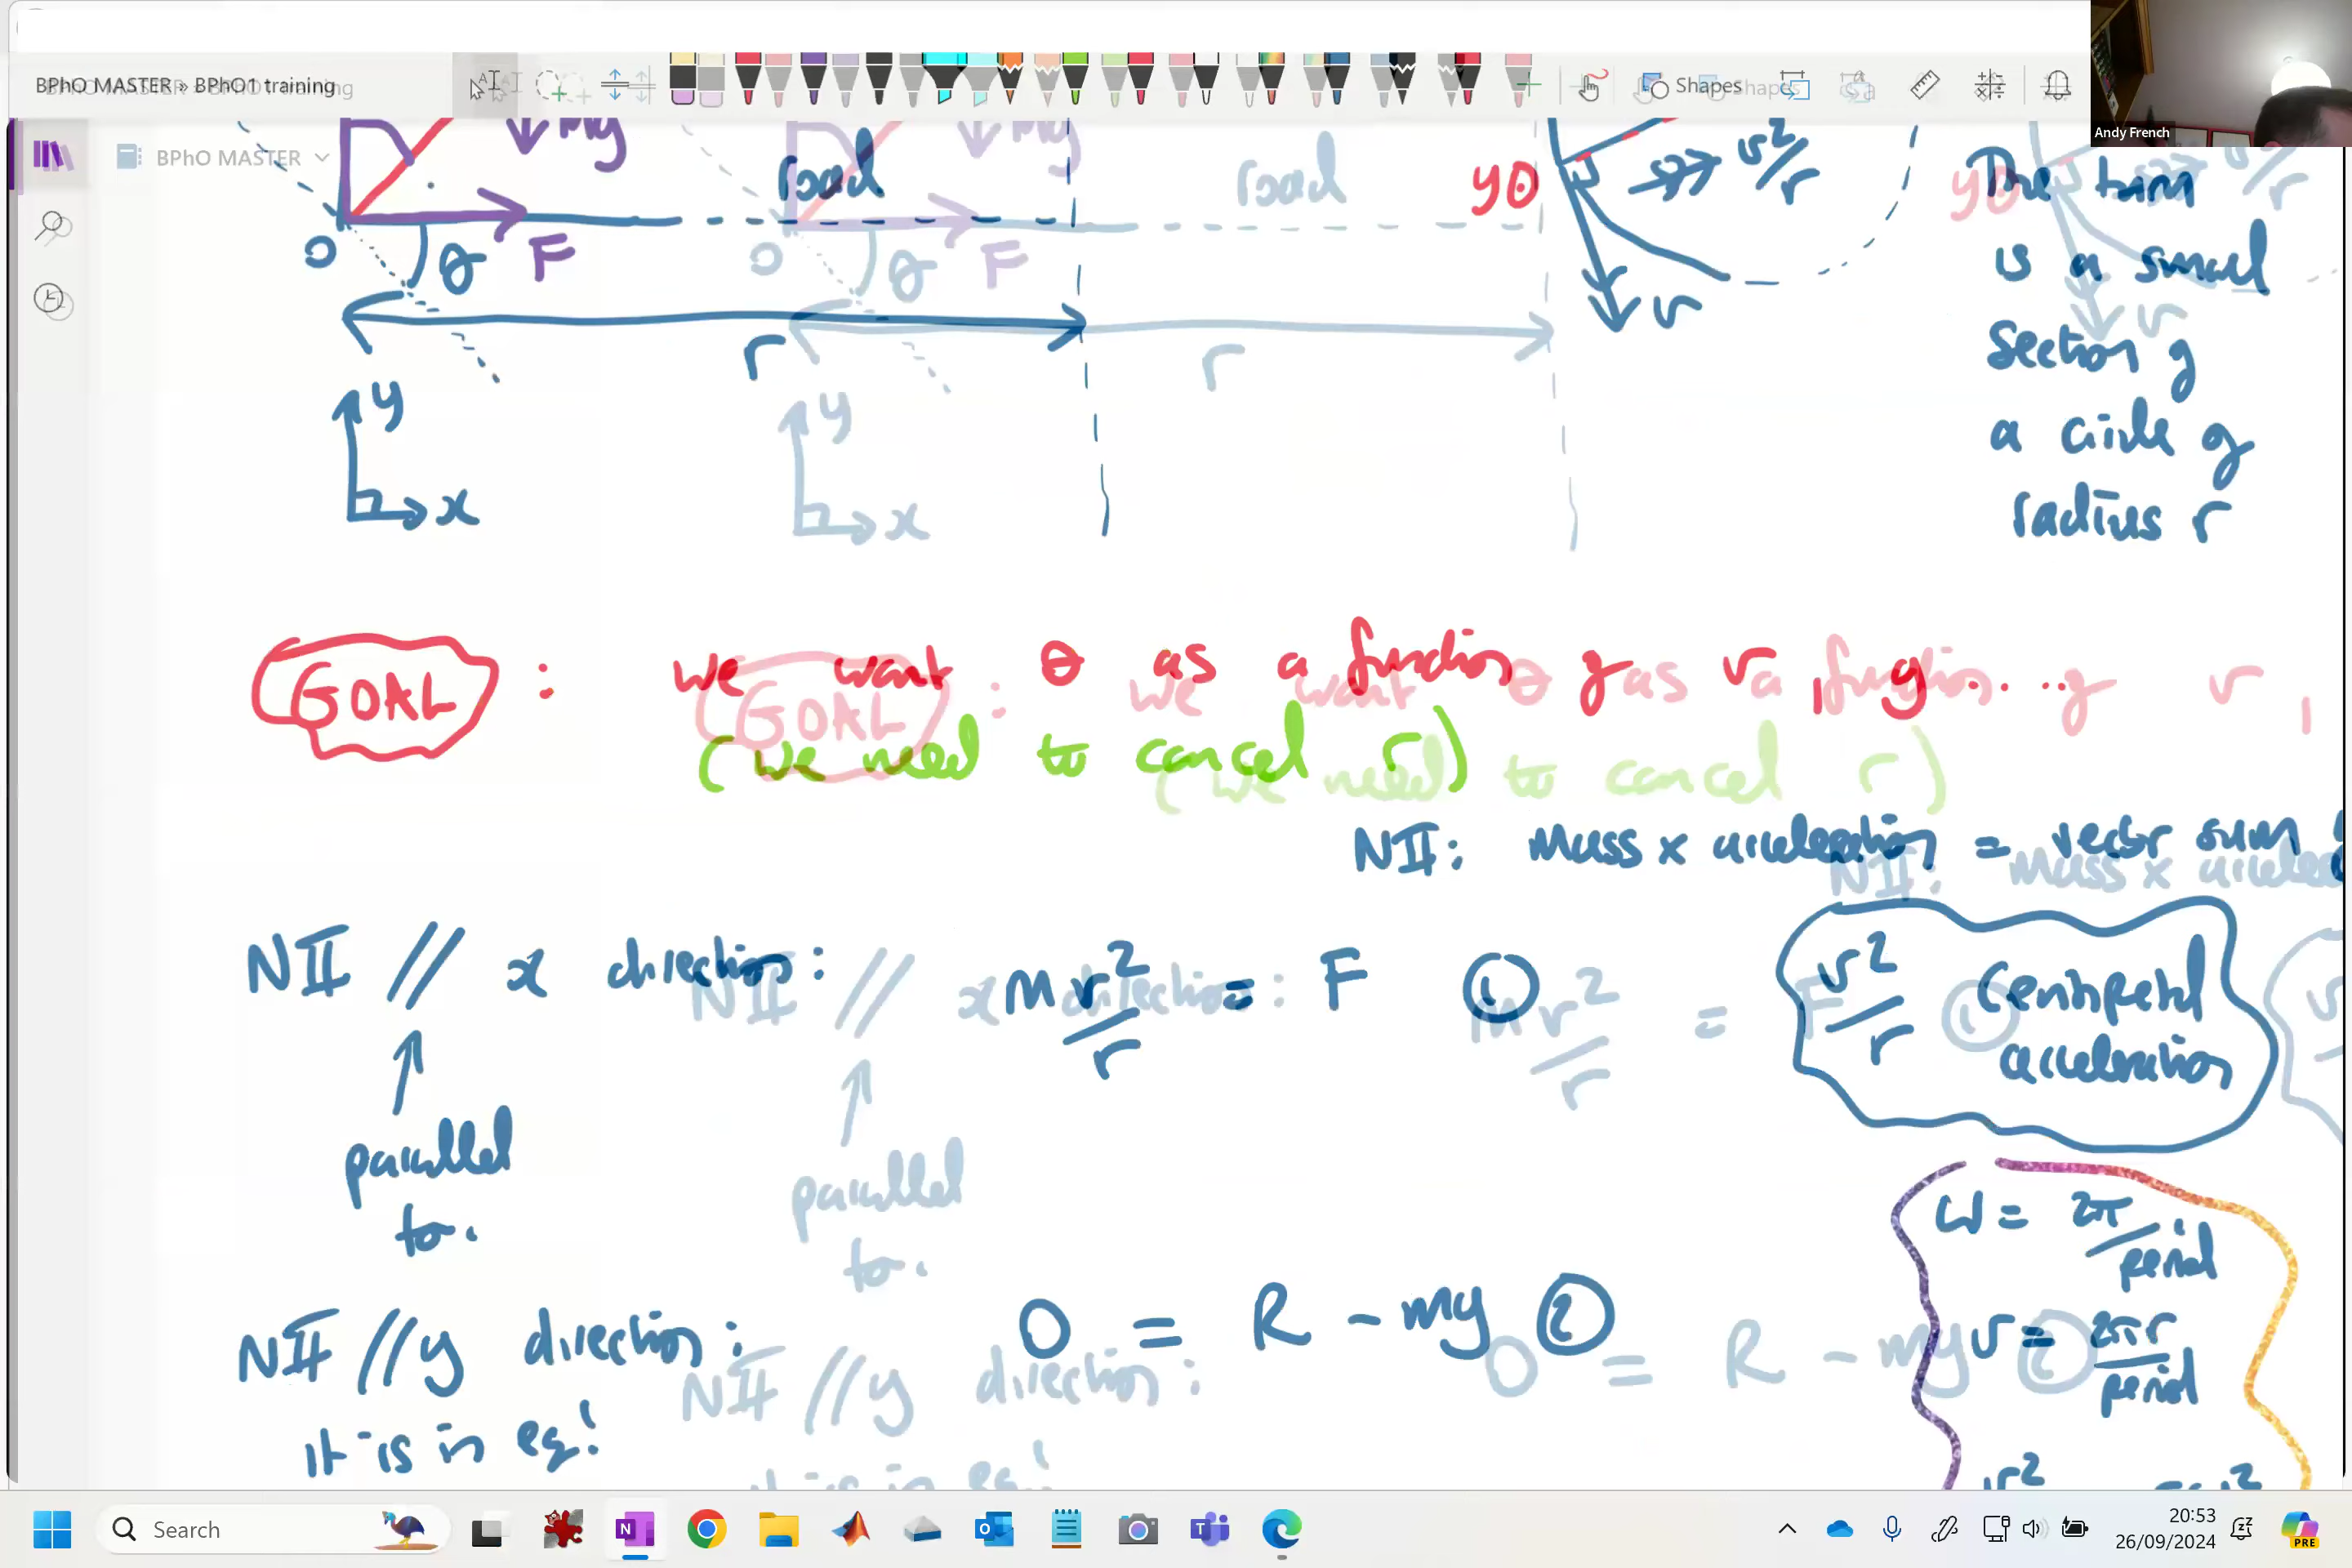 BPhO MASTER » BPhO1 training
Shapes
Andy French
BPhO MASTER
mg
road
O
θ
F
r
y
x
v²/r
v
The turn
is a small
section of
a circle of
radius r
GOAL : we want θ as a function of v, g . . .
(we need to cancel r)
NII: mass x acceleration = vector sum
NII // x direction: m v²/r = F ①
parallel
to.
v²/r centripetal
acceleration
NII // y direction: O = R - mg ②
it is in eq!
ω = 2π/period
v = 2πr/period
Search
20:53
26/09/2024
PRE